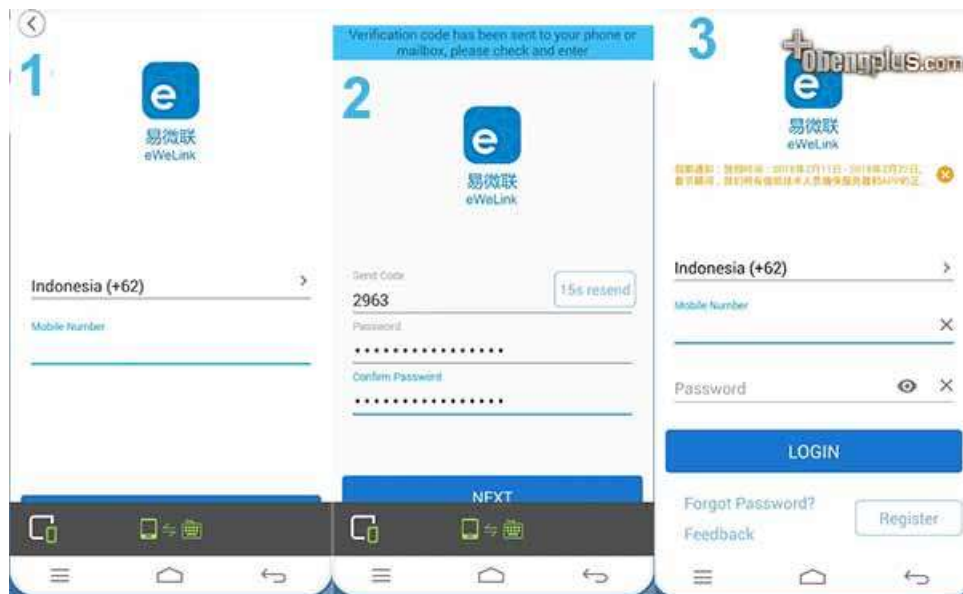 1
e
易微联
eWeLink
Indonesia (+62)
Mobile Number
Verification code has been sent to your phone or
mailbox, please check and enter
2
e
易微联
eWeLink
Send Code
2963
15s resend
Password
Confirm Password
NEXT
3
Obengplus.com
e
易微联
eWeLink
Indonesia (+62)
Mobile Number
Password
LOGIN
Forgot Password?
Feedback
Register